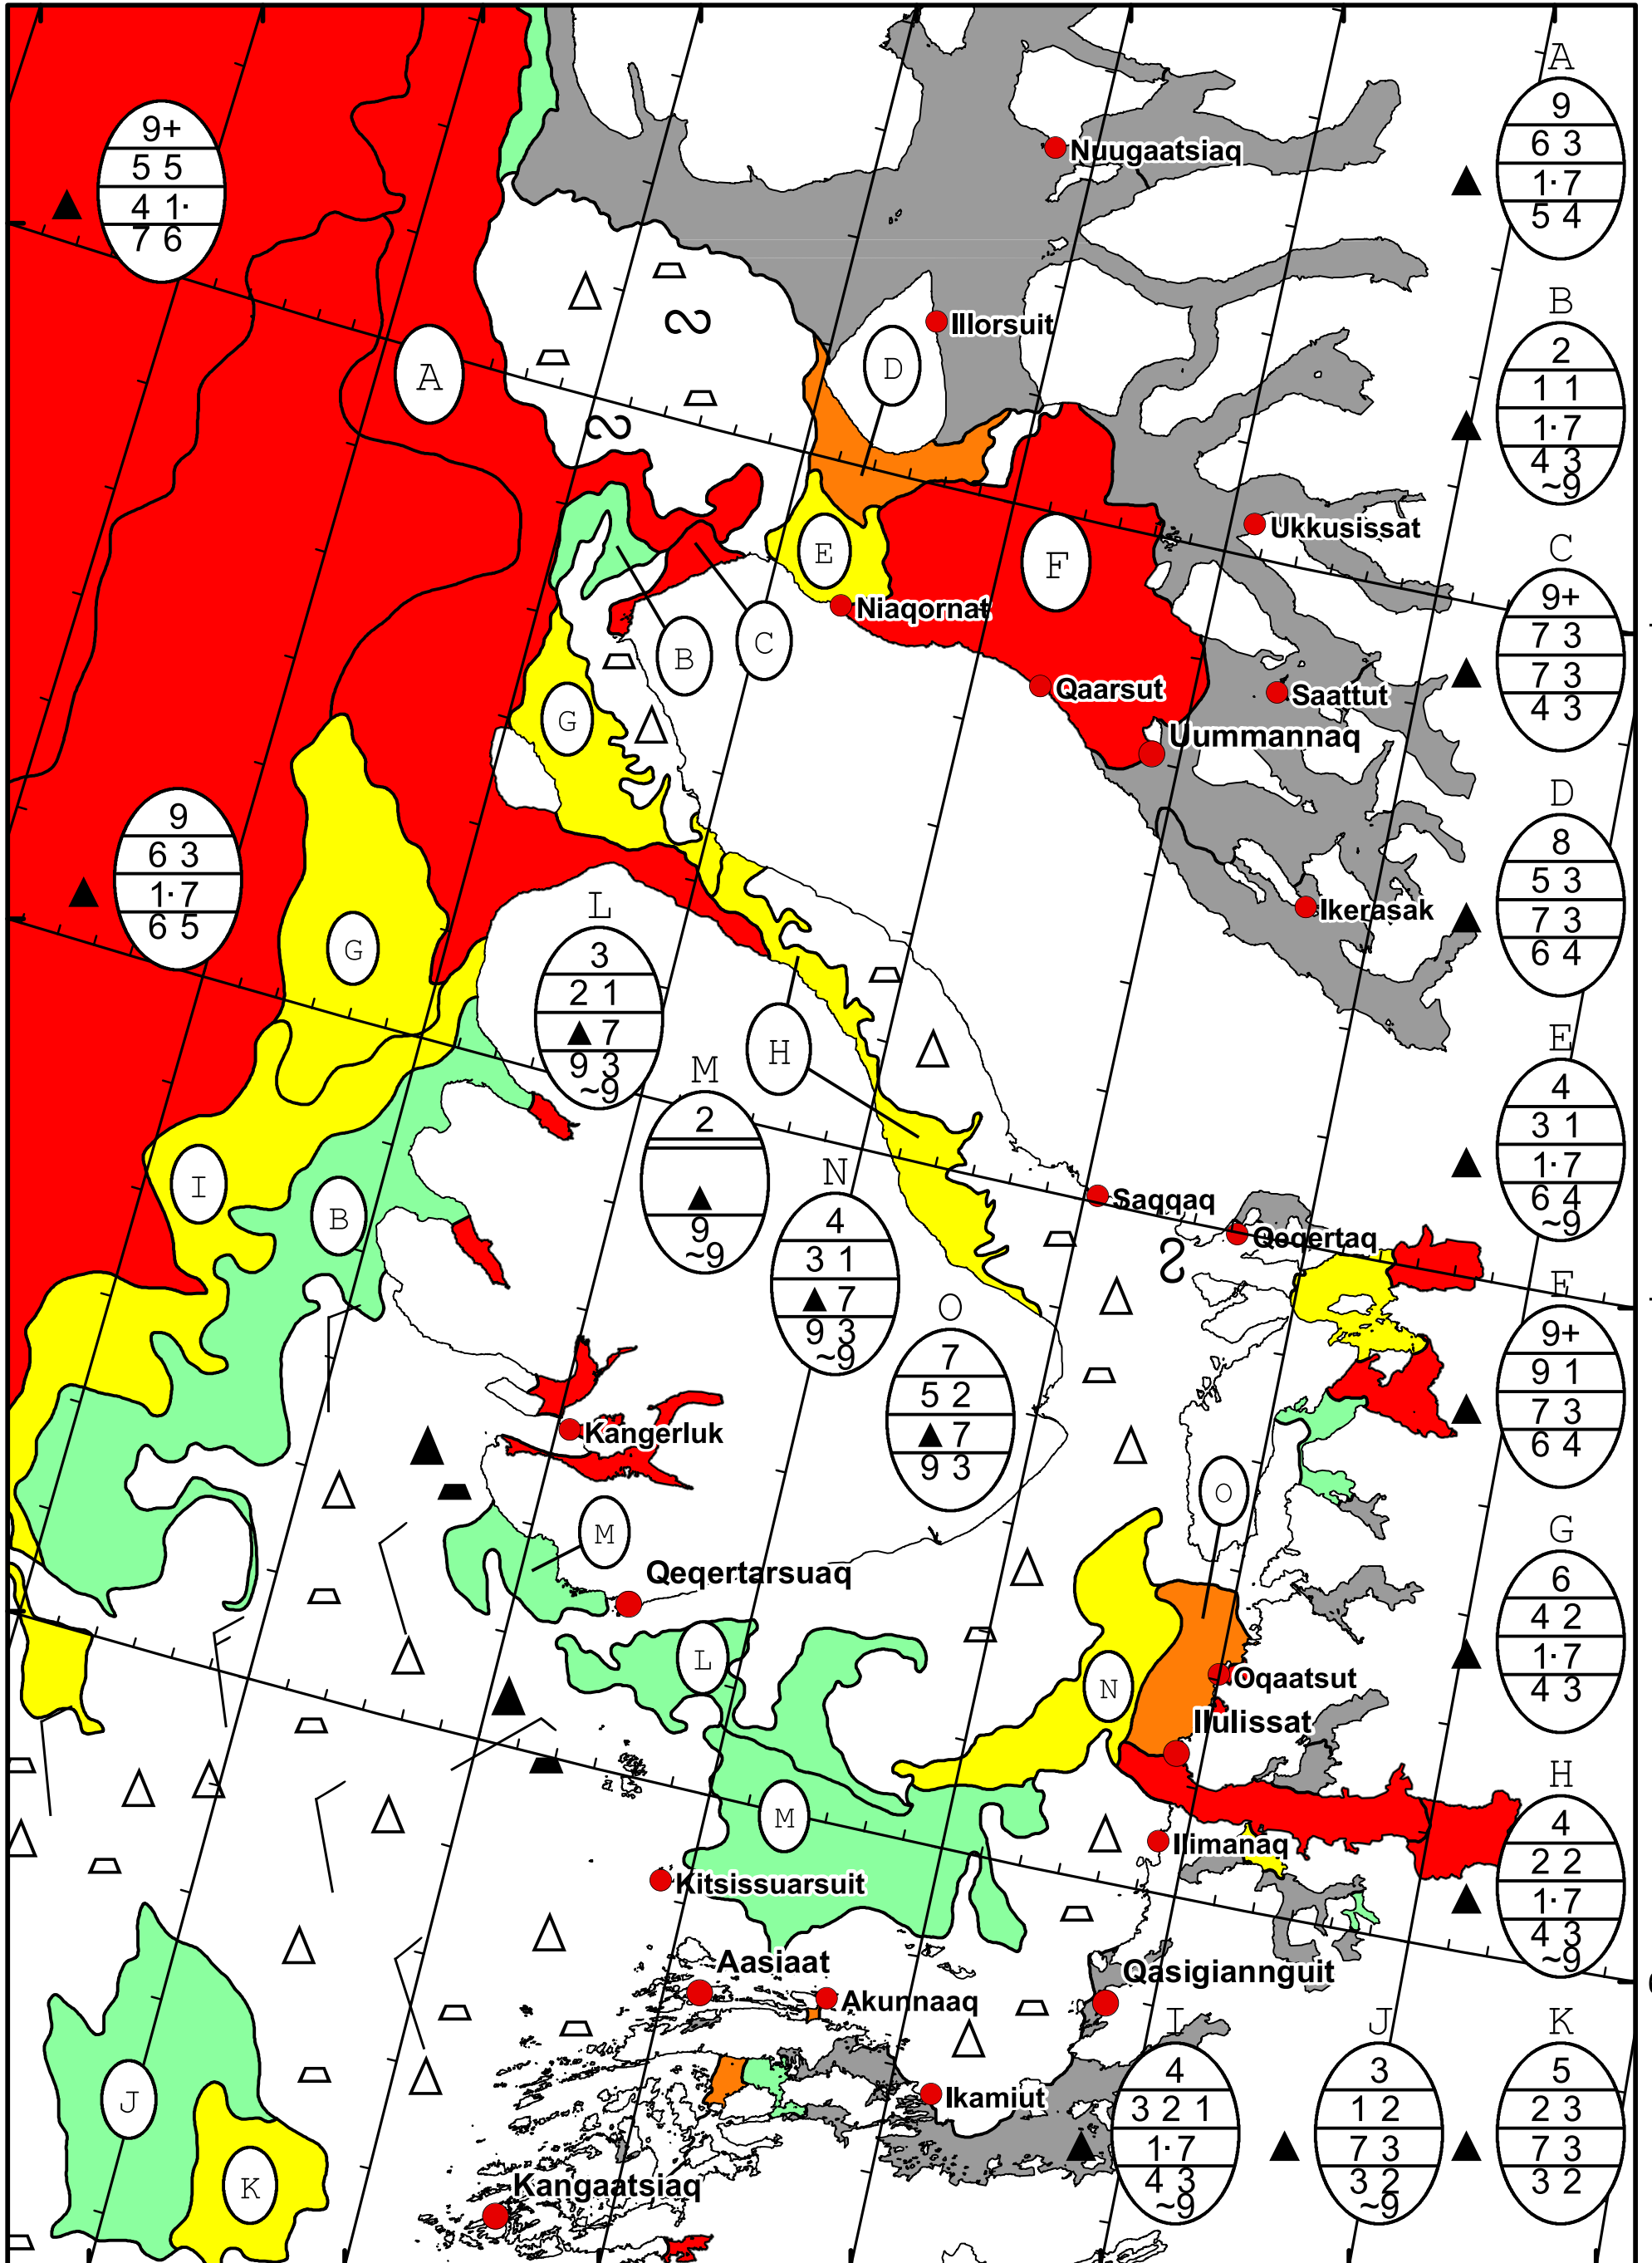 9+
5 5
4 1·
7 6
A
9
6 3
1·7
5 4
Nuugaatsiaq
Illorsuit
A
D
B
2
1 1
1·7
4 3
~9
Ukkusissat
E
F
Niaqornat
C
9+
7 3
7 3
4 3
B
C
G
Qaarsut
Saattut
Uummannaq
9
6 3
1·7
6 5
D
8
5 3
7 3
6 4
Ikerasak
G
L
3
2 1
7
9 3
~9
H
E
4
3 1
1·7
6 4
~9
M
2
9
~9
I
B
N
4
3 1
7
9 3
~9
Saqqaq
Qeqertaq
F
9+
9 1
7 3
6 4
O
7
5 2
7
9 3
Kangerluk
O
M
Qeqertarsuaq
G
6
4 2
1·7
4 3
L
N
Oqaatsut
Ilulissat
M
Ilimanaq
H
4
2 2
1·7
4 3
~9
Kitsissuarsuit
Aasiaat
Akunnaaq
Qasigiannguit
J
Ikamiut
K
Kangaatsiaq
I
4
3 2 1
1·7
4 3
~9
J
3
1 2
7 3
3 2
~9
K
5
2 3
7 3
3 2